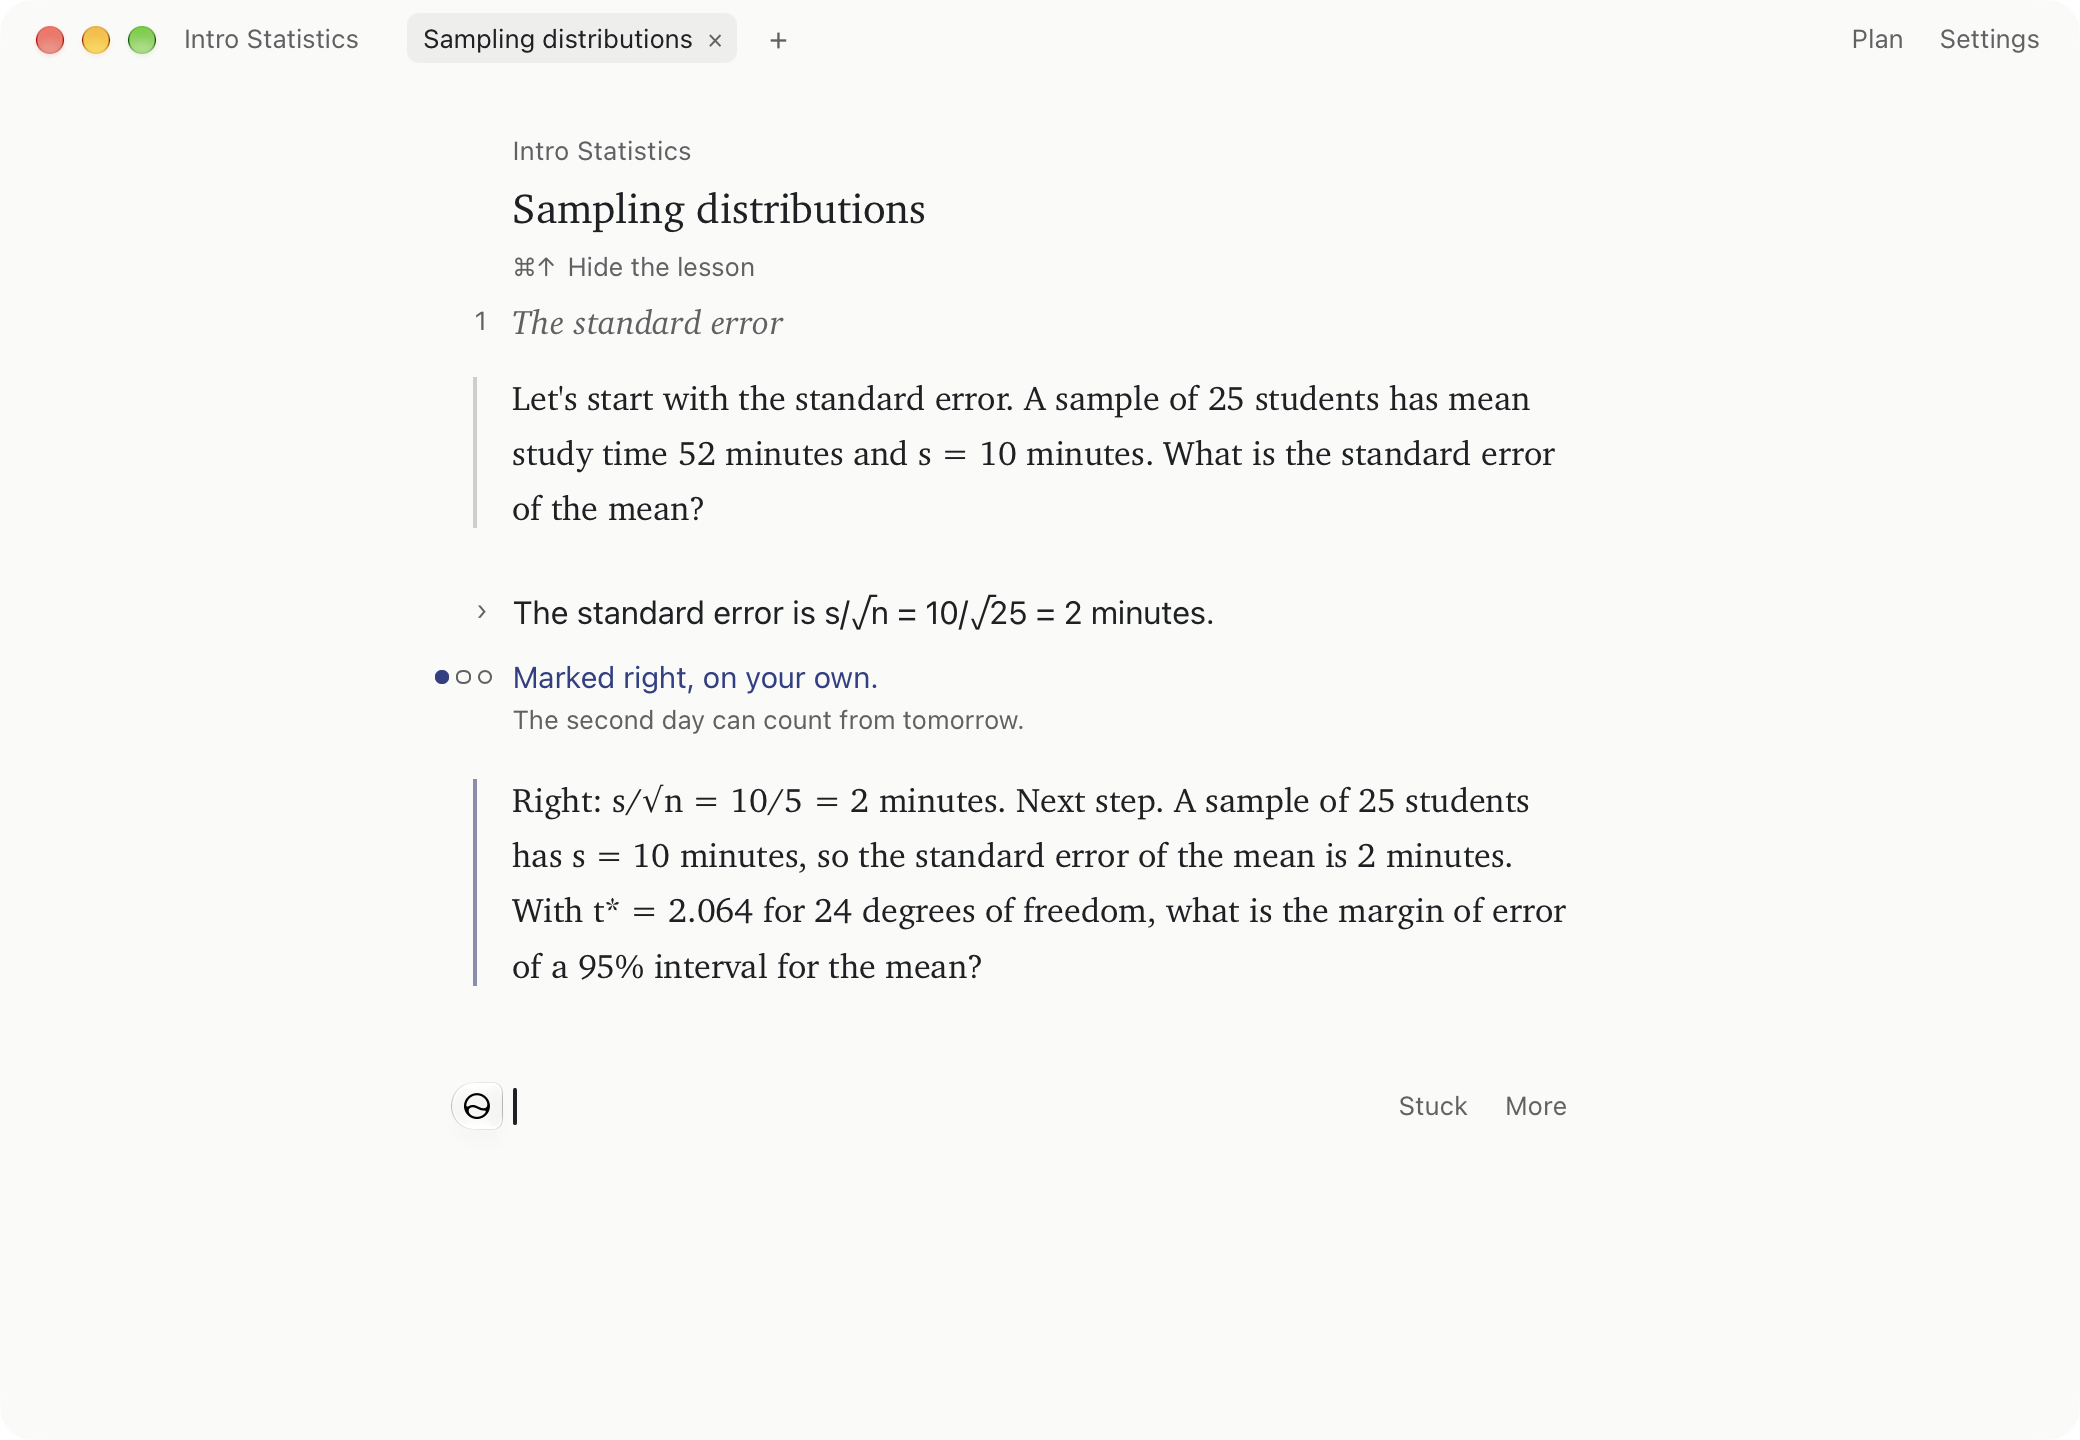 Intro Statistics
Sampling distributions ×
+
Plan
Settings
Intro Statistics
Sampling distributions
⌘↑ Hide the lesson
1 The standard error
Let's start with the standard error. A sample of 25 students has mean
study time 52 minutes and s = 10 minutes. What is the standard error
of the mean?
› The standard error is s/√n = 10/√25 = 2 minutes.
Marked right, on your own.
The second day can count from tomorrow.
Right: s/√n = 10/5 = 2 minutes. Next step. A sample of 25 students
has s = 10 minutes, so the standard error of the mean is 2 minutes.
With t* = 2.064 for 24 degrees of freedom, what is the margin of error
of a 95% interval for the mean?
Stuck
More